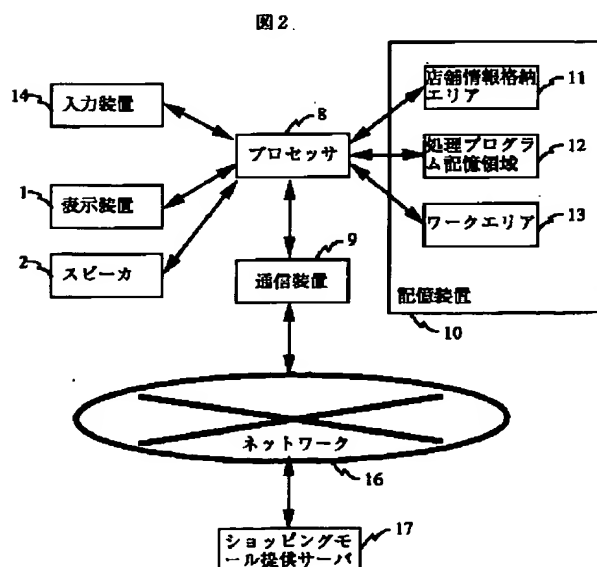 図2
14
入力装置
8
プロセッサ
店舗情報格納
エリア
11
処理プログラ
ム記憶領域
12
1
表示装置
ワークエリア
13
2
スピーカ
9
通信装置
記憶装置
10
ネットワーク
16
17
ショッピングモ
ール提供サーバ